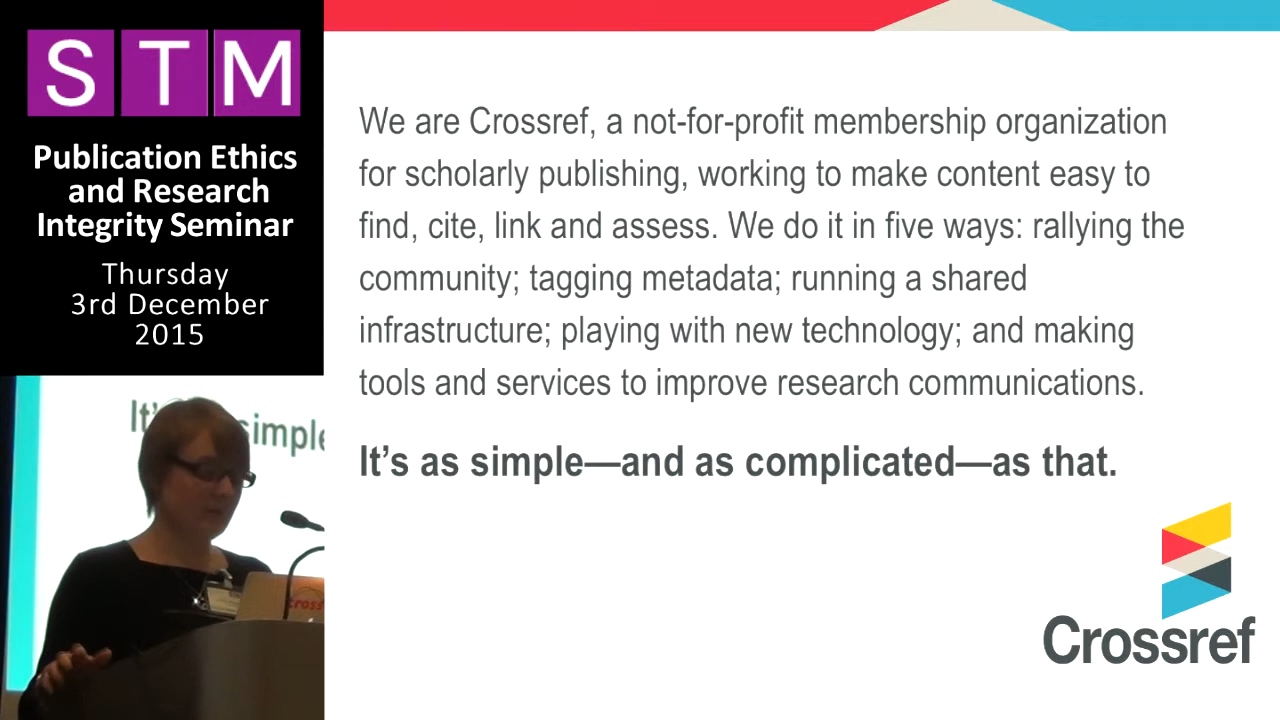 STM
Publication Ethics
and Research
Integrity Seminar
Thursday
3rd December
2015
We are Crossref, a not-for-profit membership organization
for scholarly publishing, working to make content easy to
find, cite, link and assess. We do it in five ways: rallying the
community; tagging metadata; running a shared
infrastructure; playing with new technology; and making
tools and services to improve research communications.
It’s as simple—and as complicated—as that.
Crossref
It’s
simple
cross